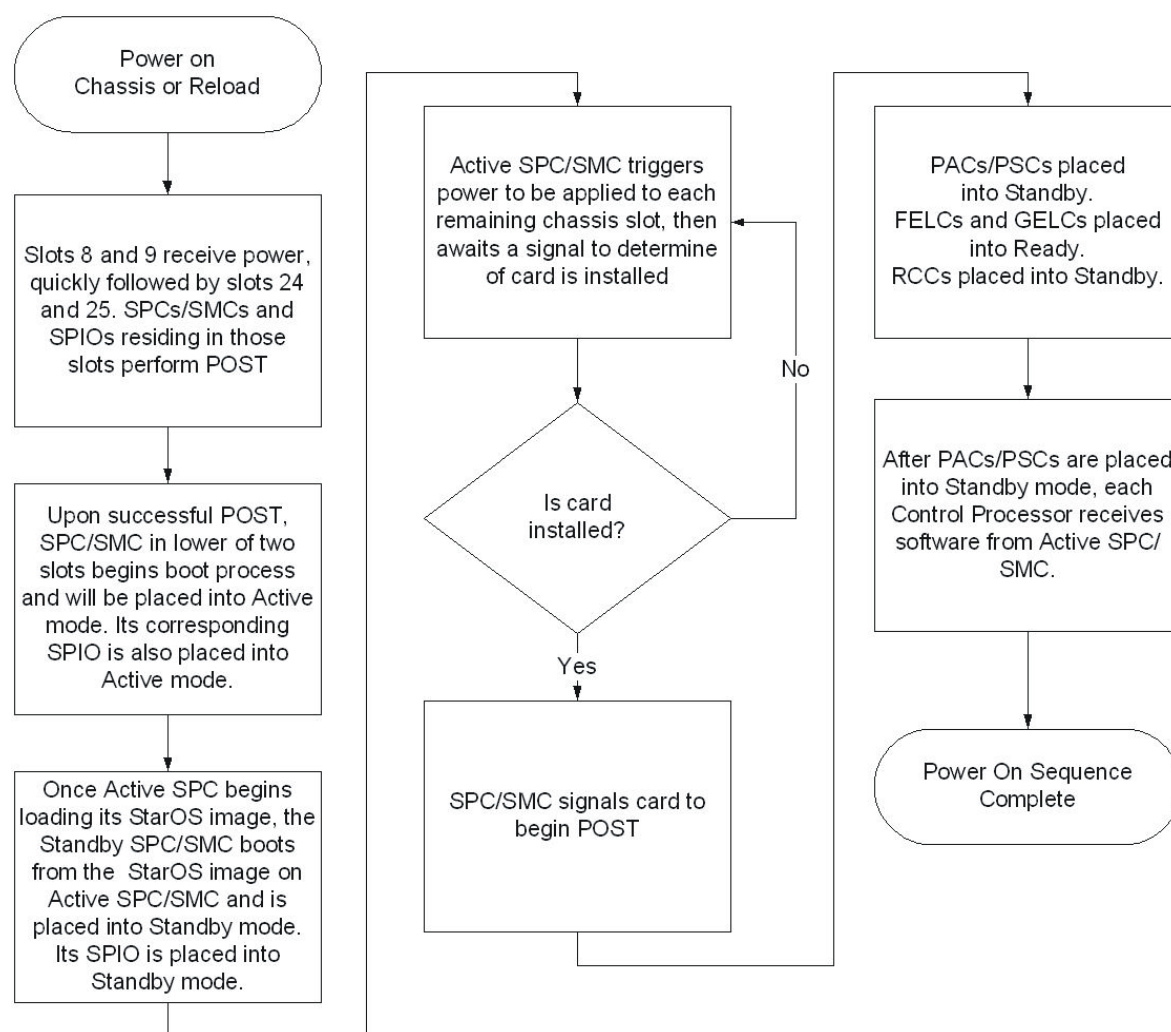 Power on
Chassis or Reload
Slots 8 and 9 receive power,
quickly followed by slots 24
and 25. SPCs/SMCs and
SPIOs residing in those
slots perform POST
Upon successful POST,
SPC/SMC in lower of two
slots begins boot process
and will be placed into Active
mode. Its corresponding
SPIO is also placed into
Active mode.
Once Active SPC begins
loading its StarOS image, the
Standby SPC/SMC boots
from the StarOS image on
Active SPC/SMC and is
placed into Standby mode.
Its SPIO is placed into
Standby mode.
Active SPC/SMC triggers
power to be applied to each
remaining chassis slot, then
awaits a signal to determine
of card is installed
No
Is card
installed?
Yes
SPC/SMC signals card to
begin POST
PACs/PSCs placed
into Standby.
FELCs and GELCs placed
into Ready.
RCCs placed into Standby.
After PACs/PSCs are placed
into Standby mode, each
Control Processor receives
software from Active SPC/
SMC.
Power On Sequence
Complete